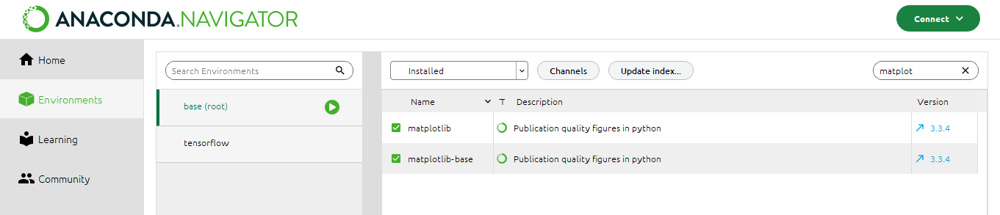 ANACONDA.NAVIGATOR
Connect
Home
Environments
Learning
Community
Search Environments
base (root)
tensorflow
Installed
Channels
Update index...
matplot
Name T Description Version
matplotlib Publication quality figures in python 3.3.4
matplotlib-base Publication quality figures in python 3.3.4